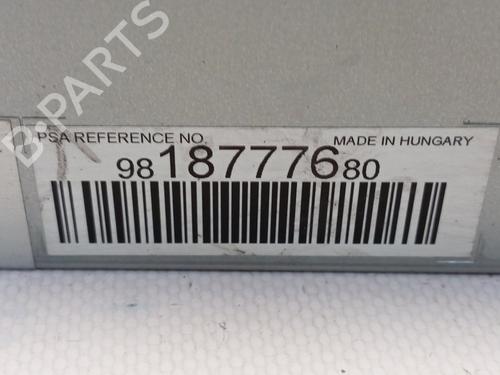 B-PARTS
PSA REFERENCE NO.
MADE IN HUNGARY
9818777680